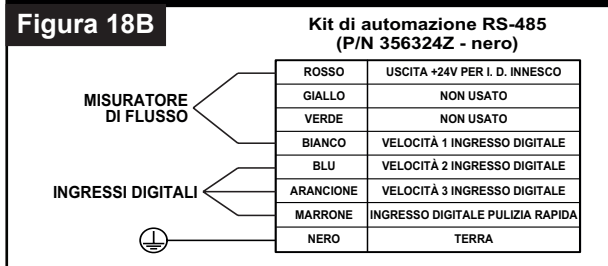 Figura 18B
Kit di automazione RS-485
(P/N 356324Z - nero)
ROSSO USCITA +24V PER I. D. INNESCO
MISURATORE
DI FLUSSO
GIALLO NON USATO
VERDE NON USATO
BIANCO VELOCITÀ 1 INGRESSO DIGITALE
BLU VELOCITÀ 2 INGRESSO DIGITALE
INGRESSI DIGITALI
ARANCIONE VELOCITÀ 3 INGRESSO DIGITALE
MARRONE INGRESSO DIGITALE PULIZIA RAPIDA
NERO TERRA